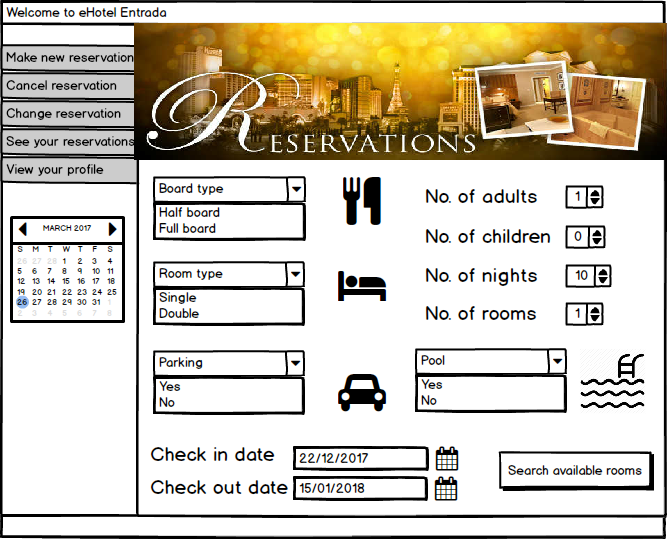 Welcome to eHotel Entrada
Make new reservation
Cancel reservation
Change reservation
See your reservations
View your profile
MARCH 2017
S M T W T F S
26 27 28 1 2 3 4
5 6 7 8 9 10 11
12 13 14 15 16 17 18
19 20 21 22 23 24 25
26 27 28 29 30 31 1
2 3 4 5 6 7 8
RESERVATIONS
Board type
Half board
Full board
No. of adults 1
No. of children 0
Room type
Single
Double
No. of nights 10
No. of rooms 1
Parking
Yes
No
Pool
Yes
No
Check in date 22/12/2017
Check out date 15/01/2018
Search available rooms